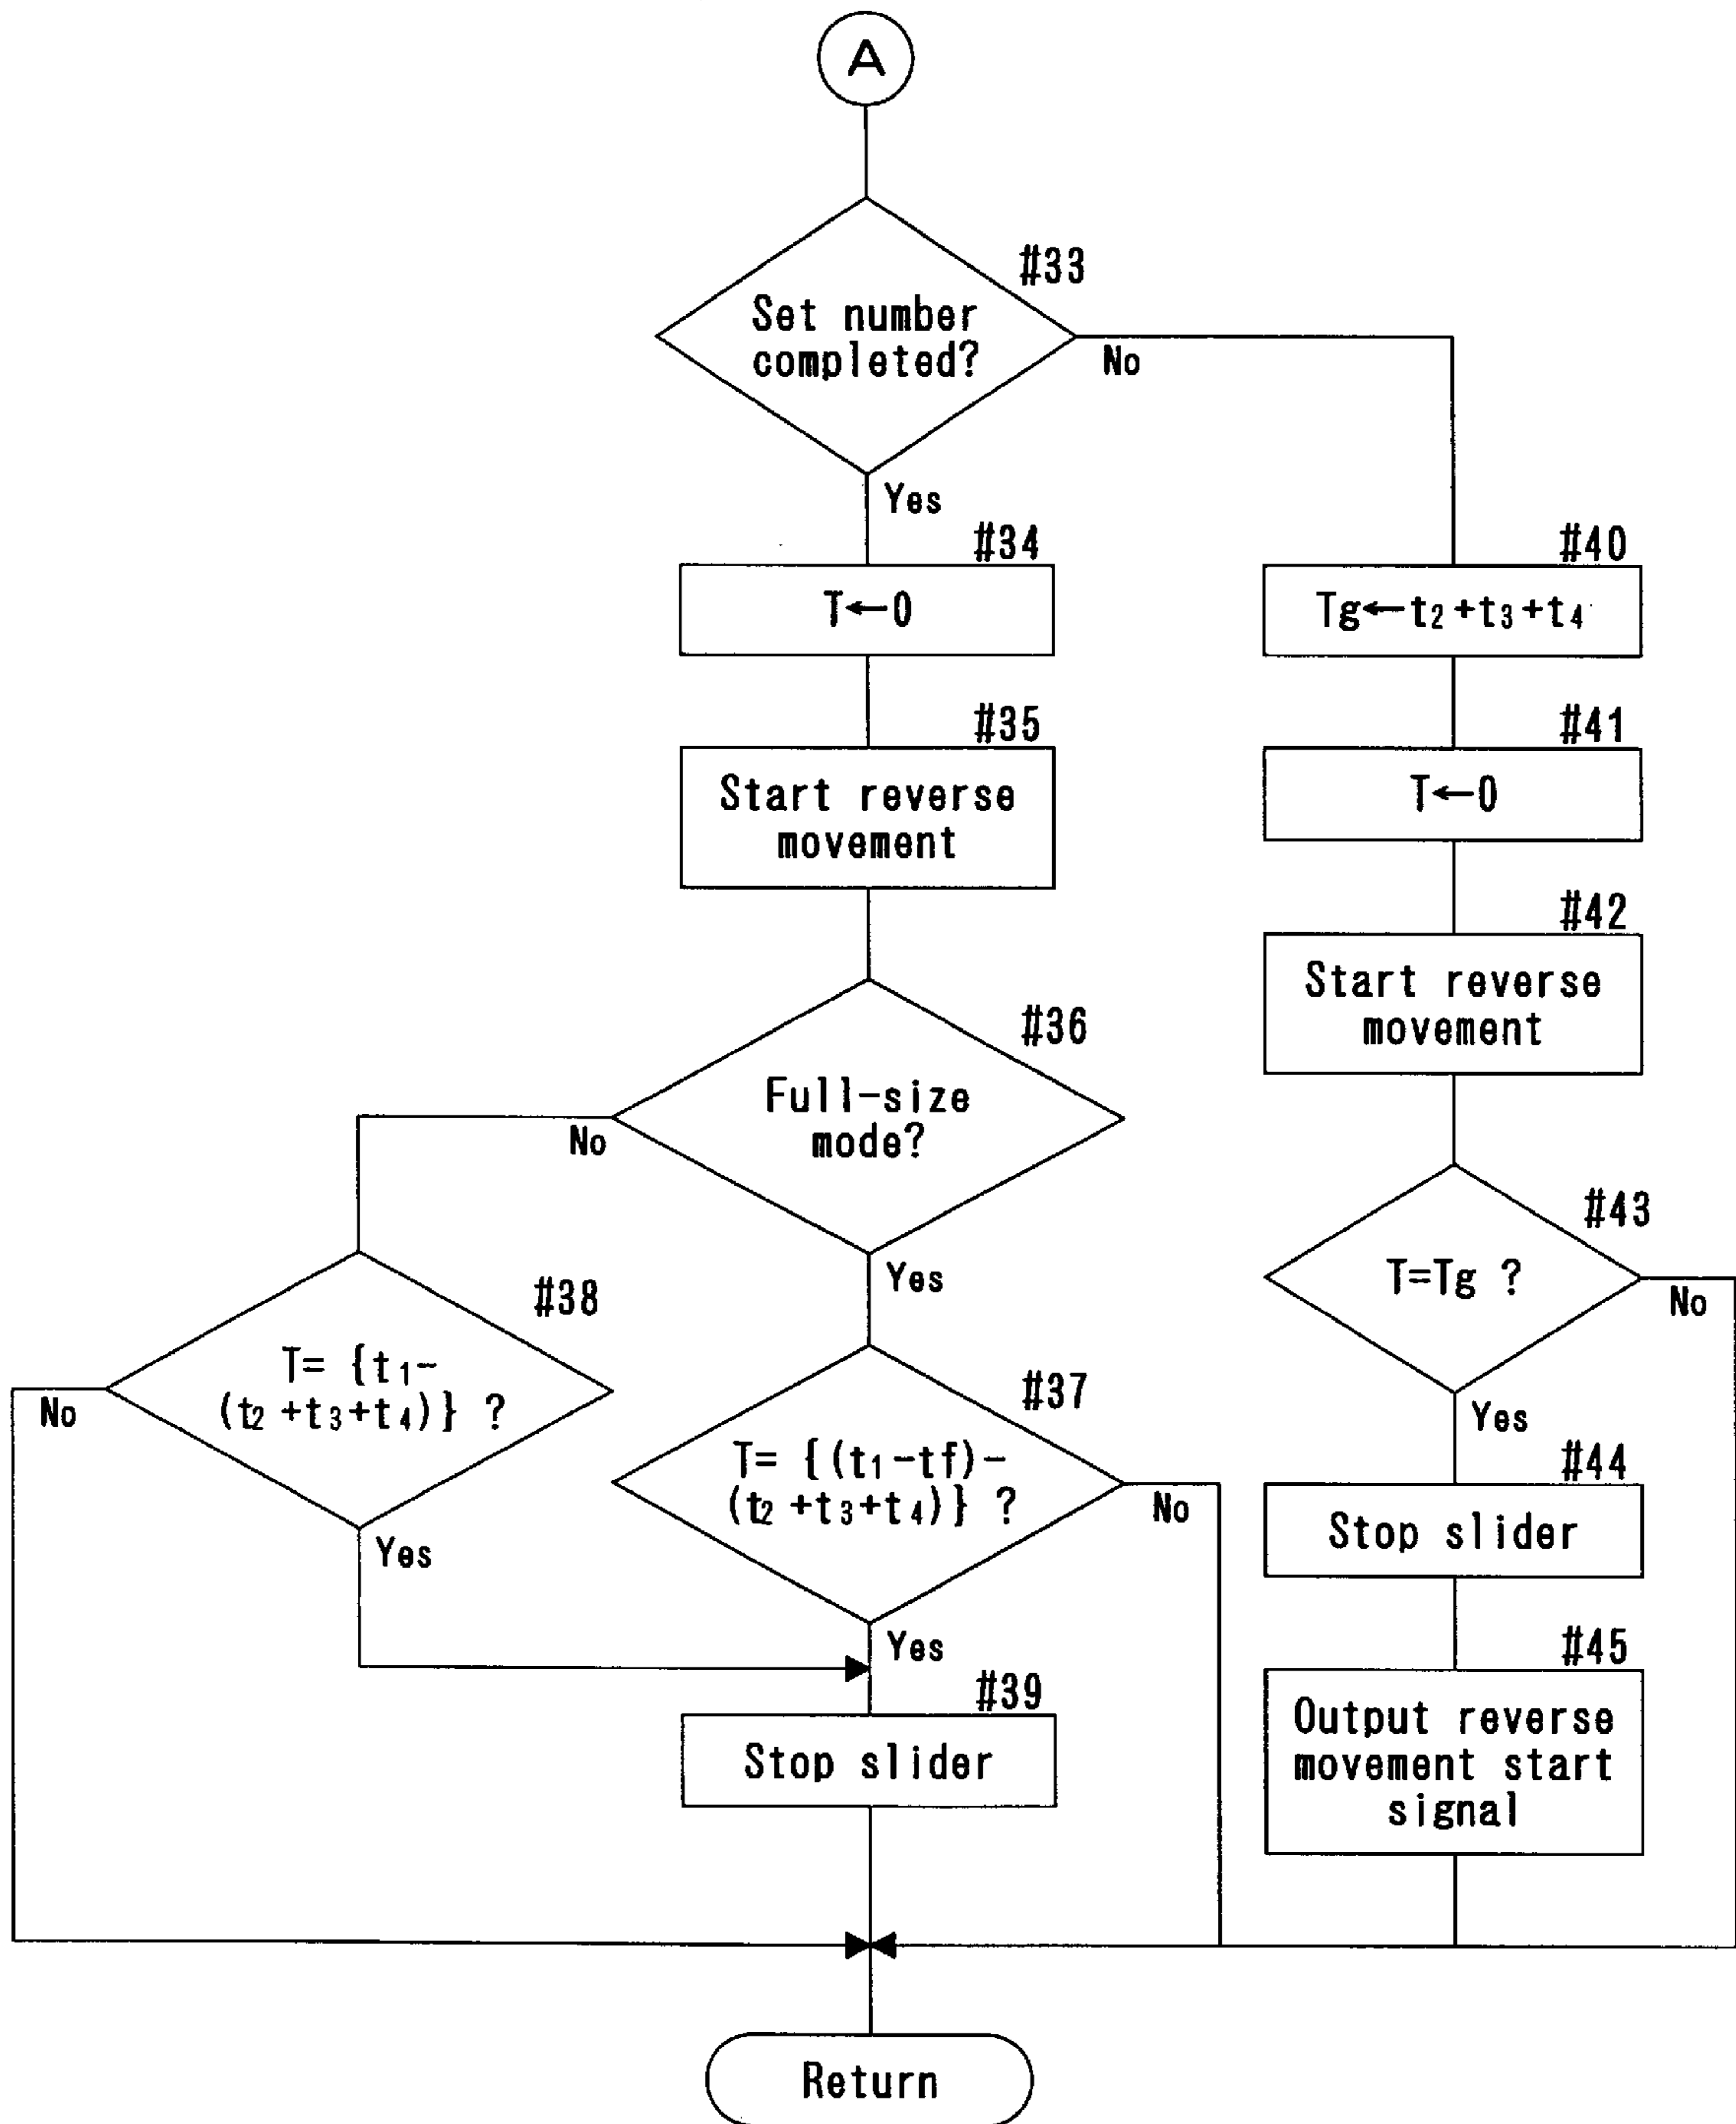 A
#33
Set number
completed?
No
Yes
#34
T←0
#40
Tg←t2+t3+t4
#35
Start reverse
movement
#41
T←0
#42
Start reverse
movement
#36
Full-size
mode?
No
Yes
#43
T=Tg ?
No
Yes
#38
T= {t1-
(t2+t3+t4)} ?
No
Yes
#37
T= {(t1-tf)-
(t2+t3+t4)} ?
No
Yes
#44
Stop slider
#39
Stop slider
#45
Output reverse
movement start
signal
Return